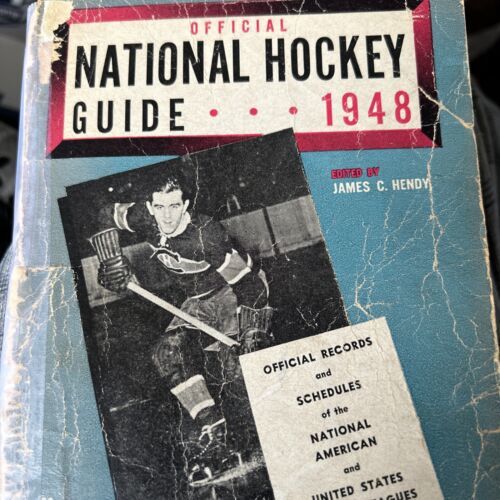 OFFICIAL
NATIONAL HOCKEY
GUIDE • • • 1948
EDITED BY
JAMES C. HENDY
OFFICIAL RECORDS
and
SCHEDULES
of the
NATIONAL
AMERICAN
and
UNITED STATES